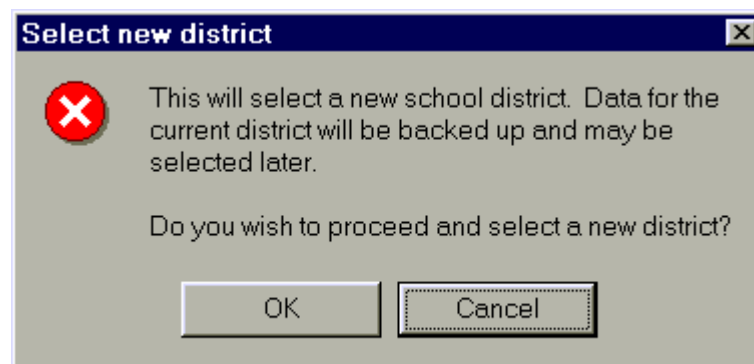 Select new district
This will select a new school district. Data for the
current district will be backed up and may be
selected later.
Do you wish to proceed and select a new district?
OK
Cancel